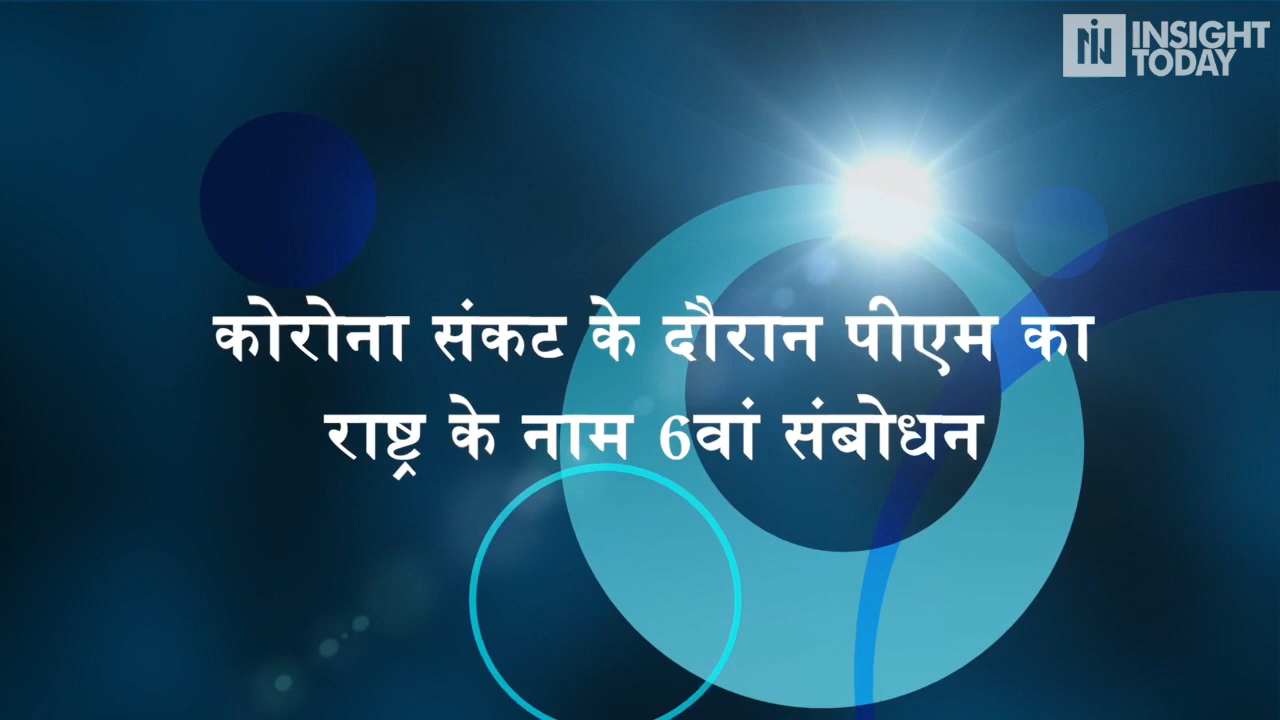 INSIGHT
TODAY
कोरोना संकट के दौरान पीएम का
राष्ट्र के नाम 6वां संबोधन